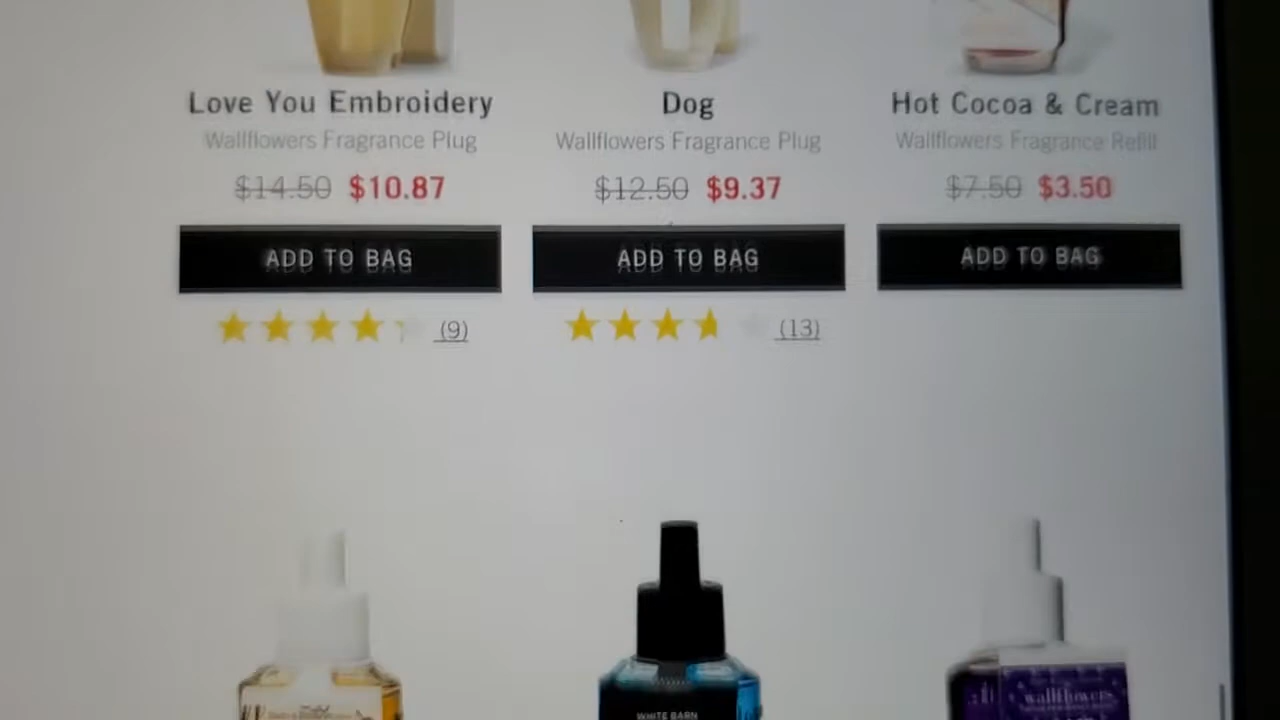 Love You Embroidery
Wallflowers Fragrance Plug
$14.50 $10.87
ADD TO BAG
(9)
Dog
Wallflowers Fragrance Plug
$12.50 $9.37
ADD TO BAG
(13)
Hot Cocoa & Cream
Wallflowers Fragrance Refill
$7.50 $3.50
ADD TO BAG
WHITE BARN
wallflowers